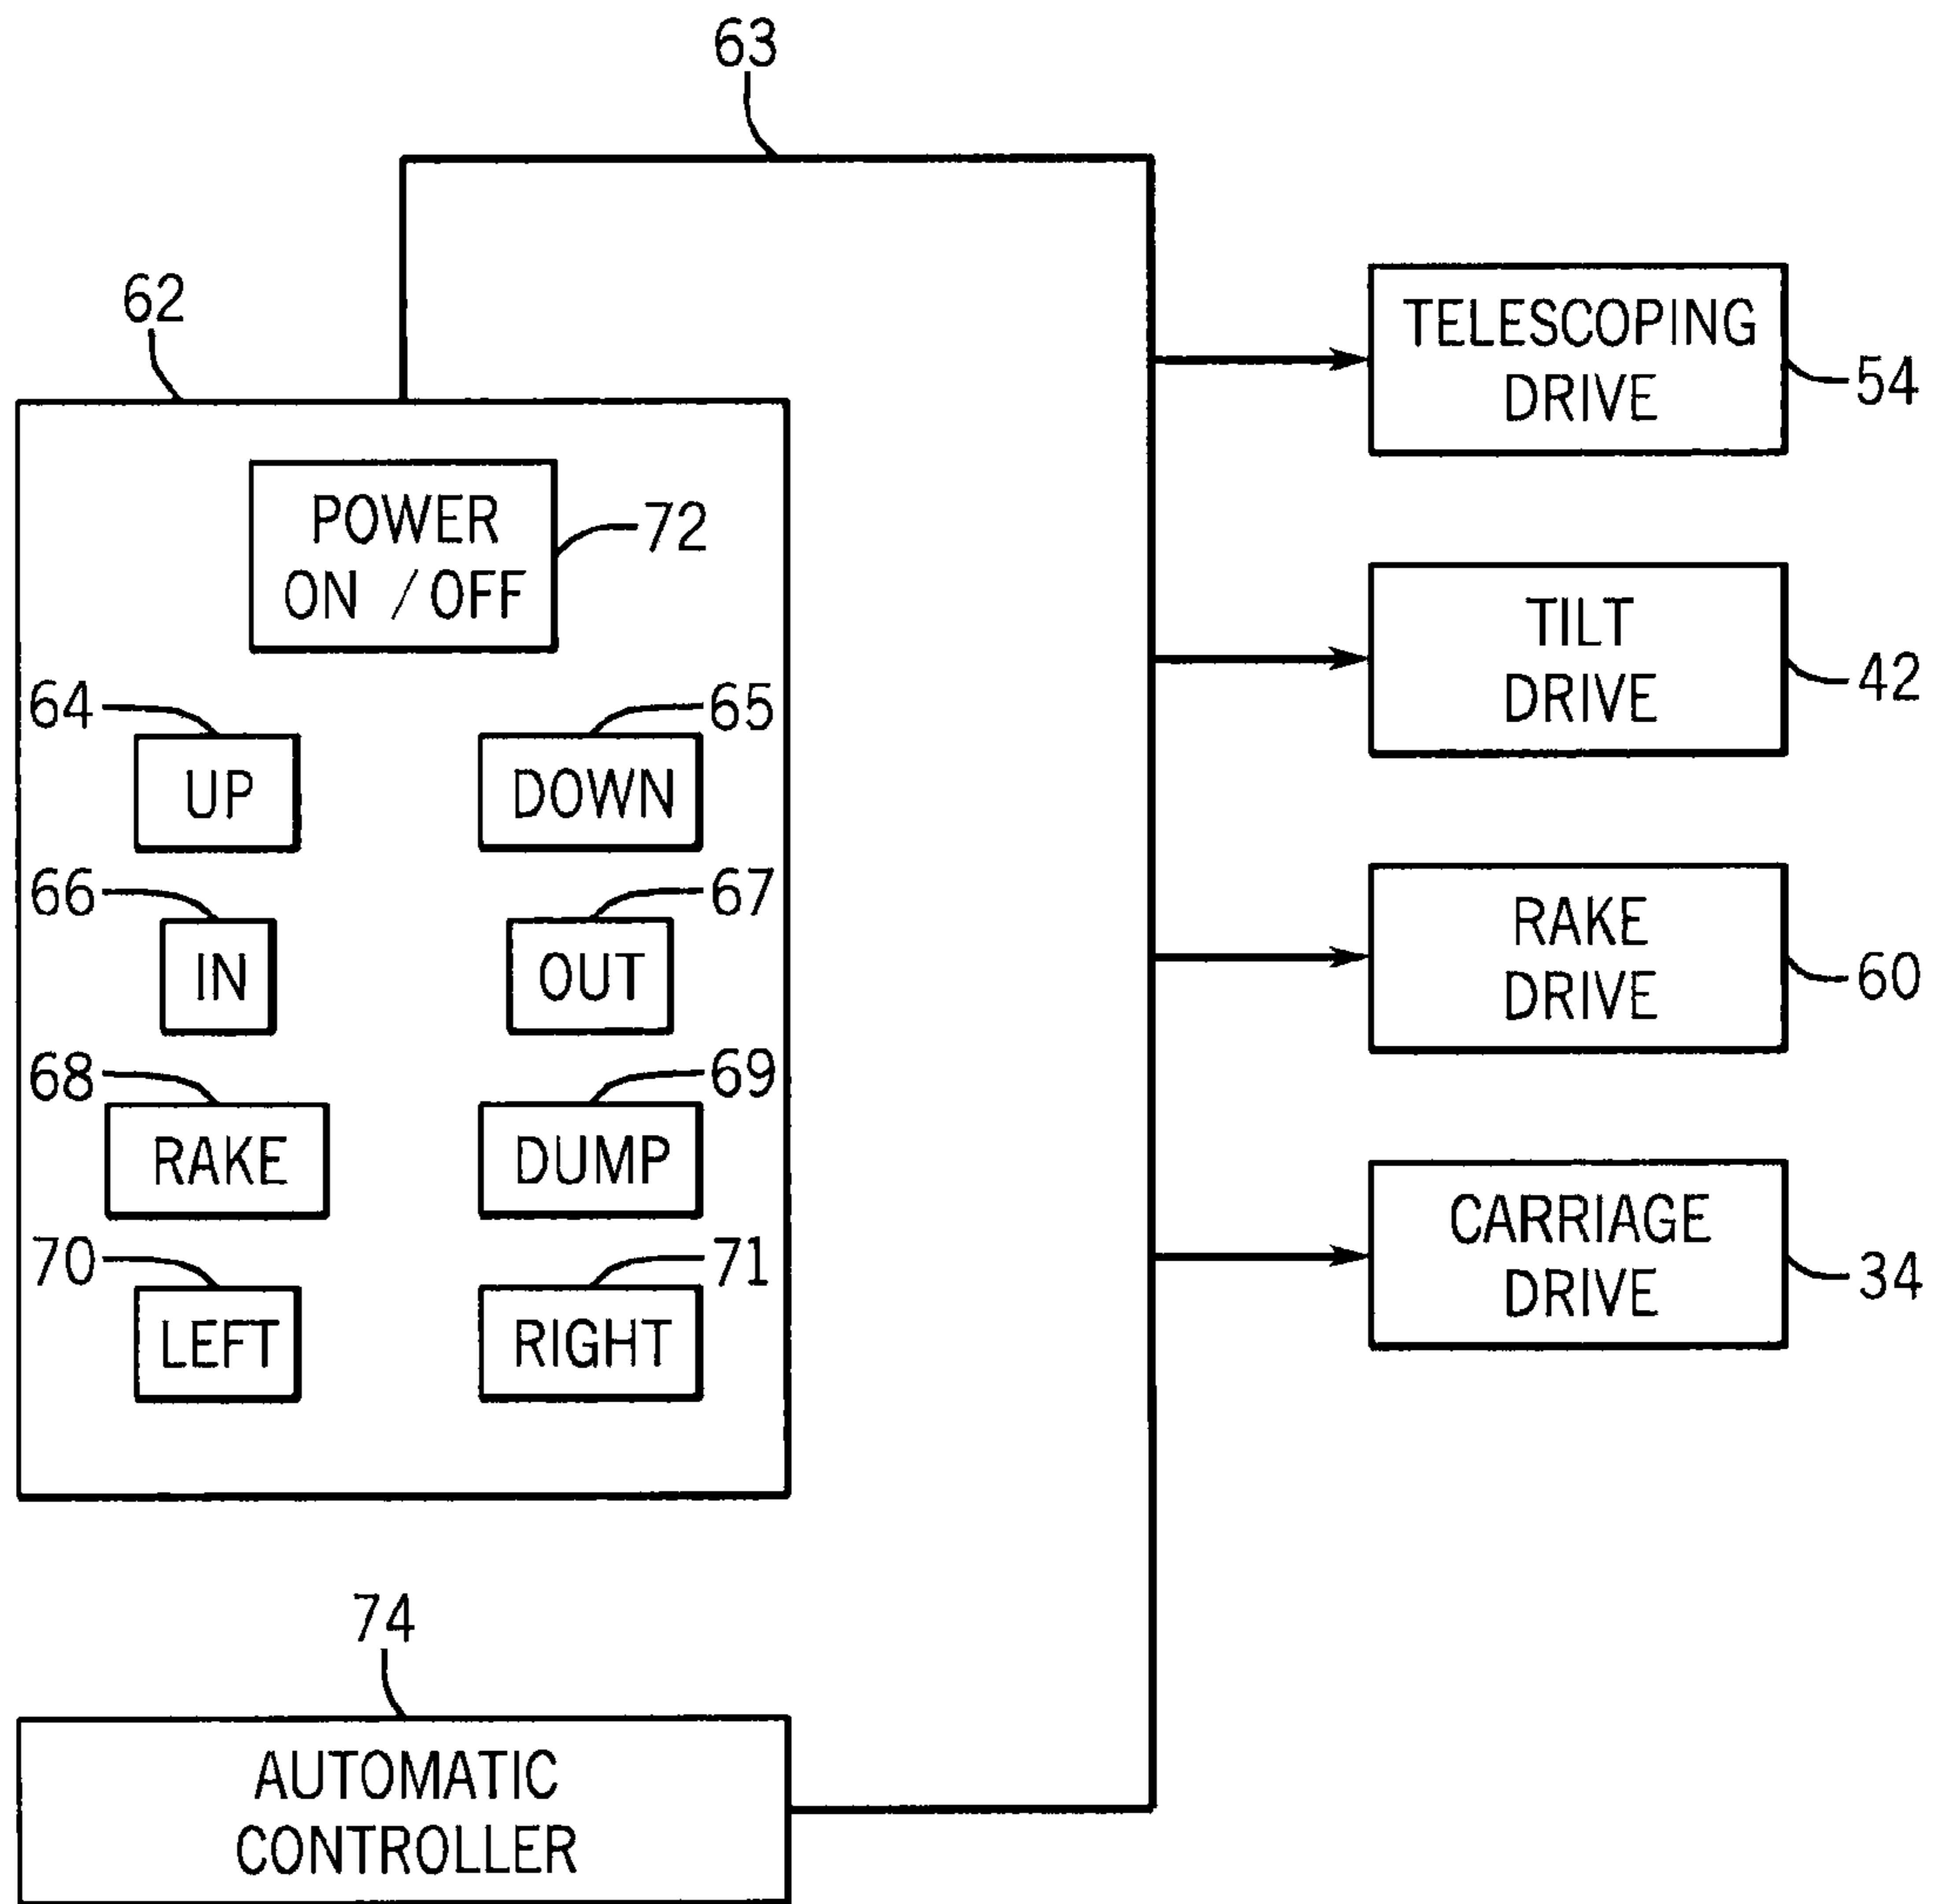 63
62
POWER
ON / OFF
72
64
65
UP
DOWN
66
67
IN
OUT
68
69
RAKE
DUMP
70
71
LEFT
RIGHT
74
AUTOMATIC
CONTROLLER
TELESCOPING
DRIVE
54
TILT
DRIVE
42
RAKE
DRIVE
60
CARRIAGE
DRIVE
34